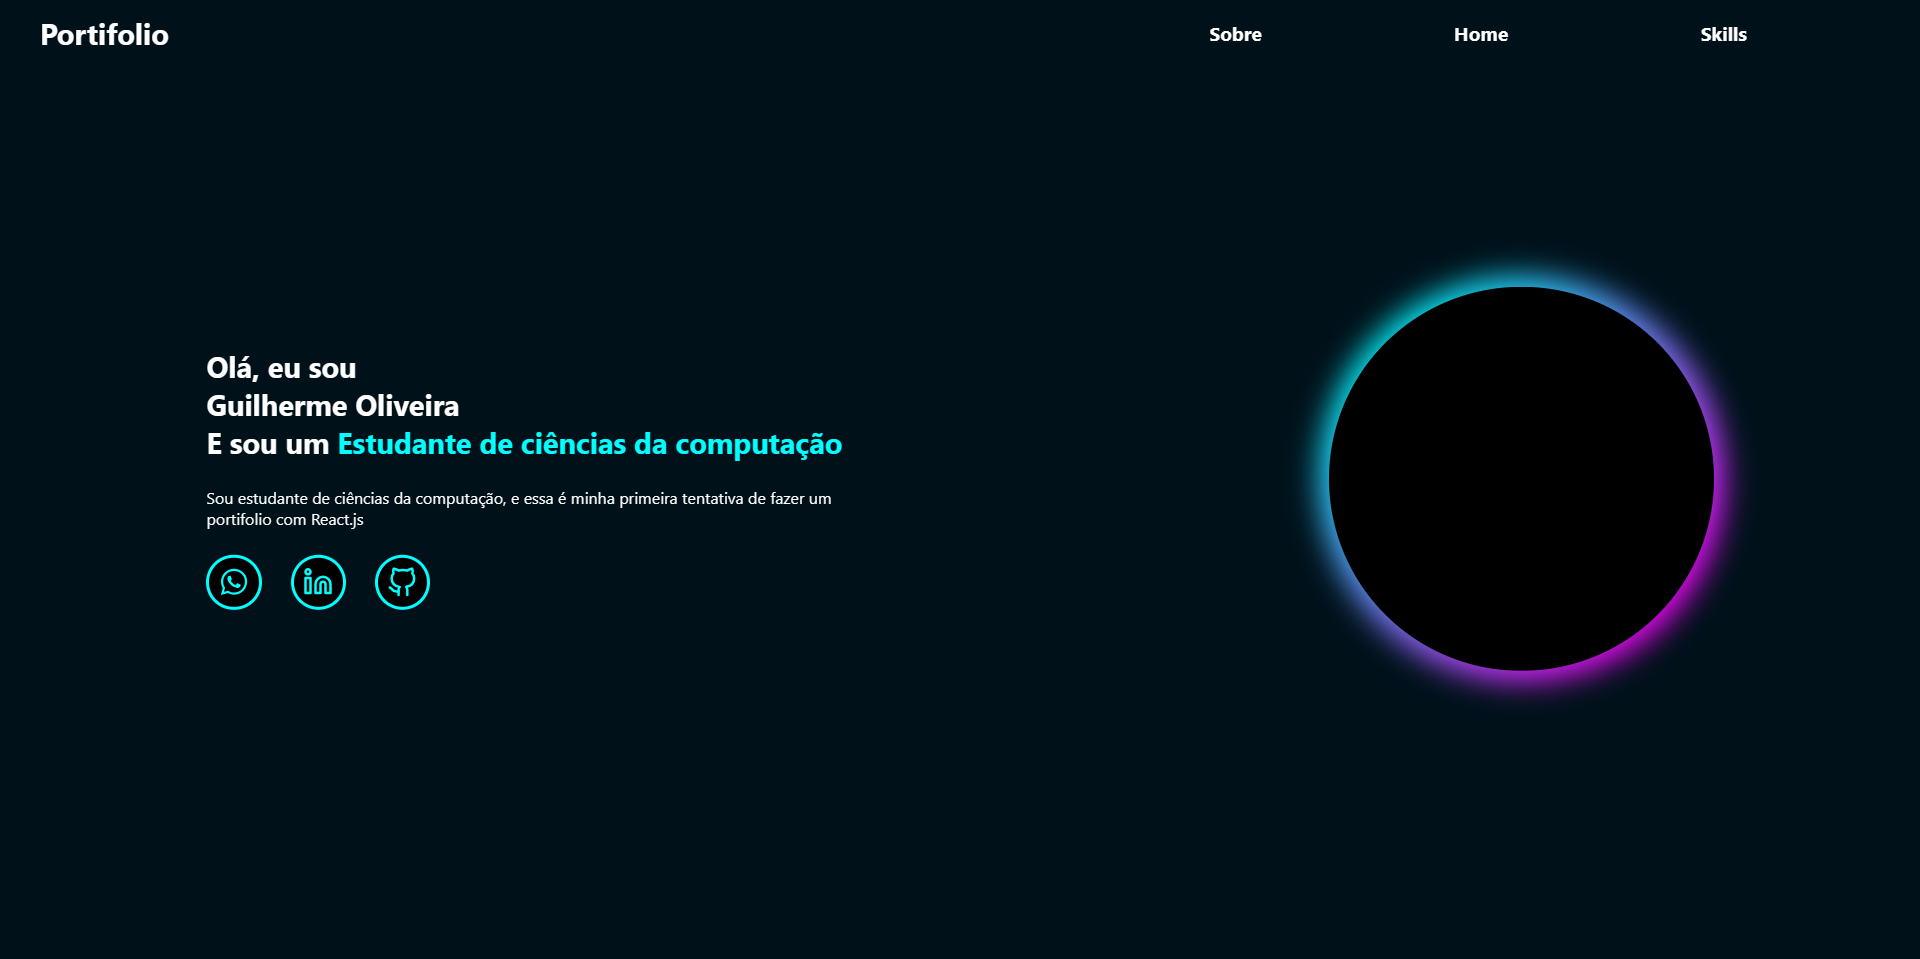 Portifolio
Sobre
Home
Skills
Olá, eu sou
Guilherme Oliveira
E sou um Estudante de ciências da computação
Sou estudante de ciências da computação, e essa é minha primeira tentativa de fazer um
portifolio com React.js
in